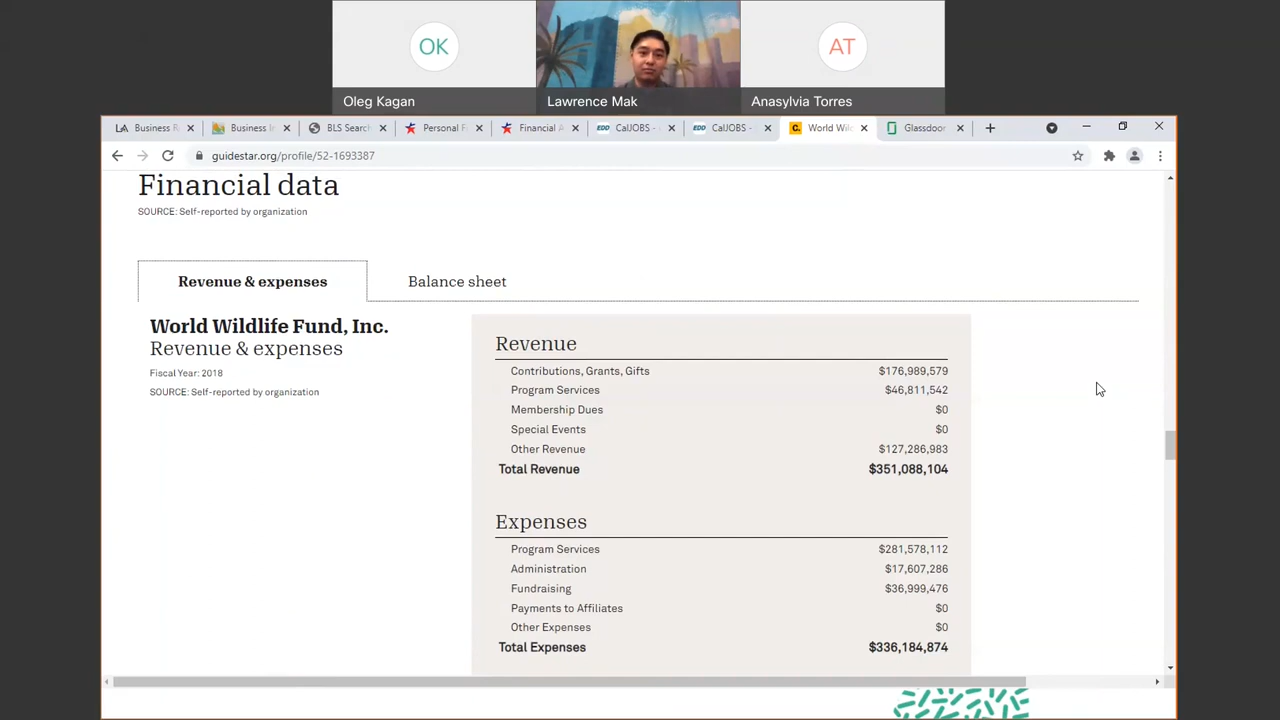 OK
AT
Oleg Kagan
Lawrence Mak
Anasylvia Torres
LA Business R
Business In
BLS Search
Personal F
Financial A
EDD CalJOBS -
EDD CalJOBS -
G. World Wil
Glassdoor
guidestar.org/profile/52-1693387
Financial data
SOURCE: Self-reported by organization
Revenue & expenses
Balance sheet
World Wildlife Fund, Inc.
Revenue & expenses
Fiscal Year: 2018
SOURCE: Self-reported by organization
Revenue
Contributions, Grants, Gifts $176,989,579
Program Services $46,811,542
Membership Dues $0
Special Events $0
Other Revenue $127,286,983
Total Revenue $351,088,104
Expenses
Program Services $281,578,112
Administration $17,607,286
Fundraising $36,999,476
Payments to Affiliates $0
Other Expenses $0
Total Expenses $336,184,874